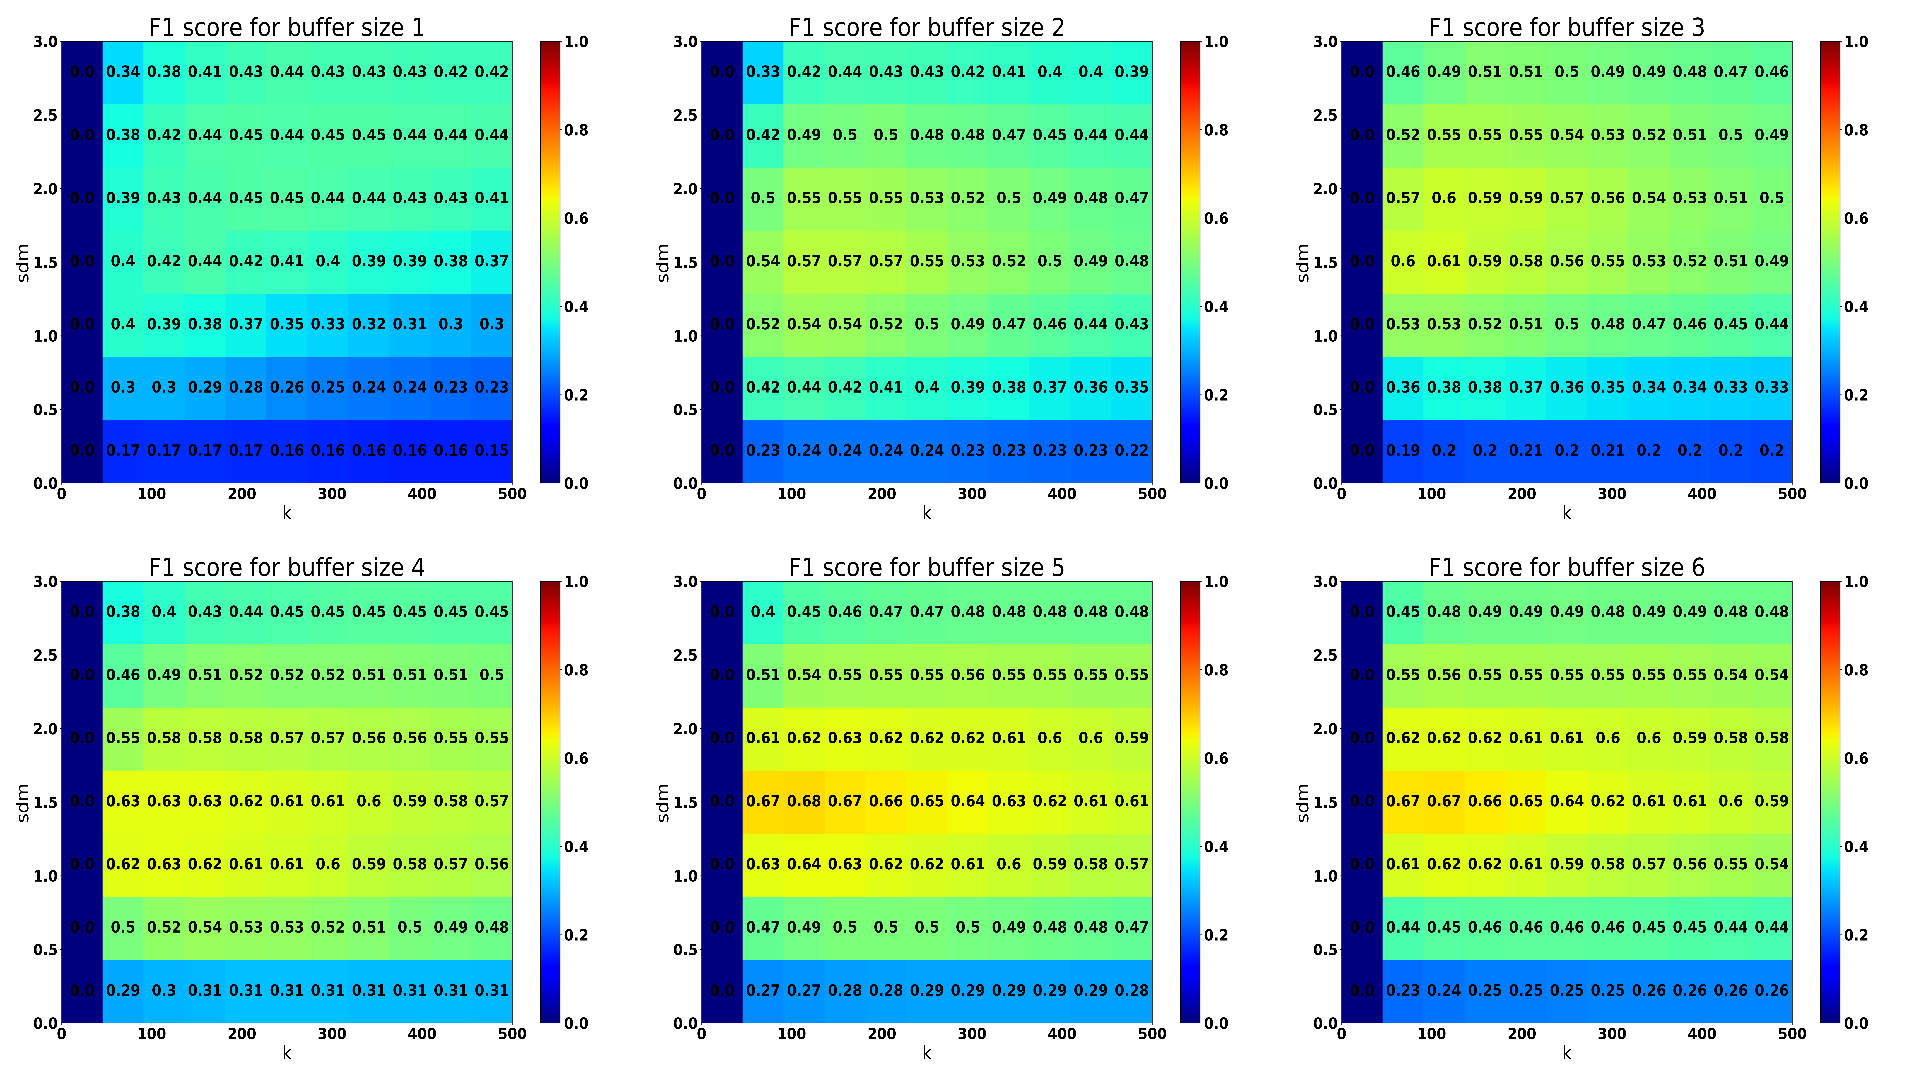 F1 score for buffer size 1
3.0 0.0 0.34 0.38 0.41 0.43 0.44 0.43 0.43 0.43 0.42 0.42 1.0
2.5 0.0 0.38 0.42 0.44 0.45 0.44 0.45 0.45 0.44 0.44 0.44 0.8
2.0 0.0 0.39 0.43 0.44 0.45 0.45 0.44 0.44 0.43 0.43 0.41 0.6
sdm
1.5 0.0 0.4 0.42 0.44 0.42 0.41 0.4 0.39 0.39 0.38 0.37
1.0 0.0 0.4 0.39 0.38 0.37 0.35 0.33 0.32 0.31 0.3 0.3 0.4
0.5 0.0 0.3 0.3 0.29 0.28 0.26 0.25 0.24 0.24 0.23 0.23 0.2
0.0 0.0 0.17 0.17 0.17 0.17 0.16 0.16 0.16 0.16 0.16 0.15 0.0
0 100 200 300 400 500
k
F1 score for buffer size 2
3.0 0.0 0.33 0.42 0.44 0.43 0.43 0.42 0.41 0.4 0.4 0.39 1.0
2.5 0.0 0.42 0.49 0.5 0.5 0.48 0.48 0.47 0.45 0.44 0.44 0.8
2.0 0.0 0.5 0.55 0.55 0.55 0.53 0.52 0.5 0.49 0.48 0.47 0.6
sdm
1.5 0.0 0.54 0.57 0.57 0.57 0.55 0.53 0.52 0.5 0.49 0.48
1.0 0.0 0.52 0.54 0.54 0.52 0.5 0.49 0.47 0.46 0.44 0.43 0.4
0.5 0.0 0.42 0.44 0.42 0.41 0.4 0.39 0.38 0.37 0.36 0.35 0.2
0.0 0.0 0.23 0.24 0.24 0.24 0.24 0.23 0.23 0.23 0.23 0.22 0.0
0 100 200 300 400 500
k
F1 score for buffer size 3
3.0 0.0 0.46 0.49 0.51 0.51 0.5 0.49 0.49 0.48 0.47 0.46 1.0
2.5 0.0 0.52 0.55 0.55 0.55 0.54 0.53 0.52 0.51 0.5 0.49 0.8
2.0 0.0 0.57 0.6 0.59 0.59 0.57 0.56 0.54 0.53 0.51 0.5 0.6
sdm
1.5 0.0 0.6 0.61 0.59 0.58 0.56 0.55 0.53 0.52 0.51 0.49
1.0 0.0 0.53 0.53 0.52 0.51 0.5 0.48 0.47 0.46 0.45 0.44 0.4
0.5 0.0 0.36 0.38 0.38 0.37 0.36 0.35 0.34 0.34 0.33 0.33 0.2
0.0 0.0 0.19 0.2 0.2 0.21 0.2 0.21 0.2 0.2 0.2 0.2 0.0
0 100 200 300 400 500
k
F1 score for buffer size 4
3.0 0.0 0.38 0.4 0.43 0.44 0.45 0.45 0.45 0.45 0.45 0.45 1.0
2.5 0.0 0.46 0.49 0.51 0.52 0.52 0.52 0.51 0.51 0.51 0.5 0.8
2.0 0.0 0.55 0.58 0.58 0.58 0.57 0.57 0.56 0.56 0.55 0.55 0.6
sdm
1.5 0.0 0.63 0.63 0.63 0.62 0.61 0.61 0.6 0.59 0.58 0.57
1.0 0.0 0.62 0.63 0.62 0.61 0.61 0.6 0.59 0.58 0.57 0.56 0.4
0.5 0.0 0.5 0.52 0.54 0.53 0.53 0.52 0.51 0.5 0.49 0.48 0.2
0.0 0.0 0.29 0.3 0.31 0.31 0.31 0.31 0.31 0.31 0.31 0.31 0.0
0 100 200 300 400 500
k
F1 score for buffer size 5
3.0 0.0 0.4 0.45 0.46 0.47 0.47 0.48 0.48 0.48 0.48 0.48 1.0
2.5 0.0 0.51 0.54 0.55 0.55 0.55 0.56 0.55 0.55 0.55 0.55 0.8
2.0 0.0 0.61 0.62 0.63 0.62 0.62 0.62 0.61 0.6 0.6 0.59 0.6
sdm
1.5 0.0 0.67 0.68 0.67 0.66 0.65 0.64 0.63 0.62 0.61 0.61
1.0 0.0 0.63 0.64 0.63 0.62 0.62 0.61 0.6 0.59 0.58 0.57 0.4
0.5 0.0 0.47 0.49 0.5 0.5 0.5 0.5 0.49 0.48 0.48 0.47 0.2
0.0 0.0 0.27 0.27 0.28 0.28 0.29 0.29 0.29 0.29 0.29 0.28 0.0
0 100 200 300 400 500
k
F1 score for buffer size 6
3.0 0.0 0.45 0.48 0.49 0.49 0.49 0.48 0.49 0.49 0.48 0.48 1.0
2.5 0.0 0.55 0.56 0.55 0.55 0.55 0.55 0.55 0.55 0.54 0.54 0.8
2.0 0.0 0.62 0.62 0.62 0.61 0.61 0.6 0.6 0.59 0.58 0.58 0.6
sdm
1.5 0.0 0.67 0.67 0.66 0.65 0.64 0.62 0.61 0.61 0.6 0.59
1.0 0.0 0.61 0.62 0.62 0.61 0.59 0.58 0.57 0.56 0.55 0.54 0.4
0.5 0.0 0.44 0.45 0.46 0.46 0.46 0.46 0.45 0.45 0.44 0.44 0.2
0.0 0.0 0.23 0.24 0.25 0.25 0.25 0.25 0.26 0.26 0.26 0.26 0.0
0 100 200 300 400 500
k